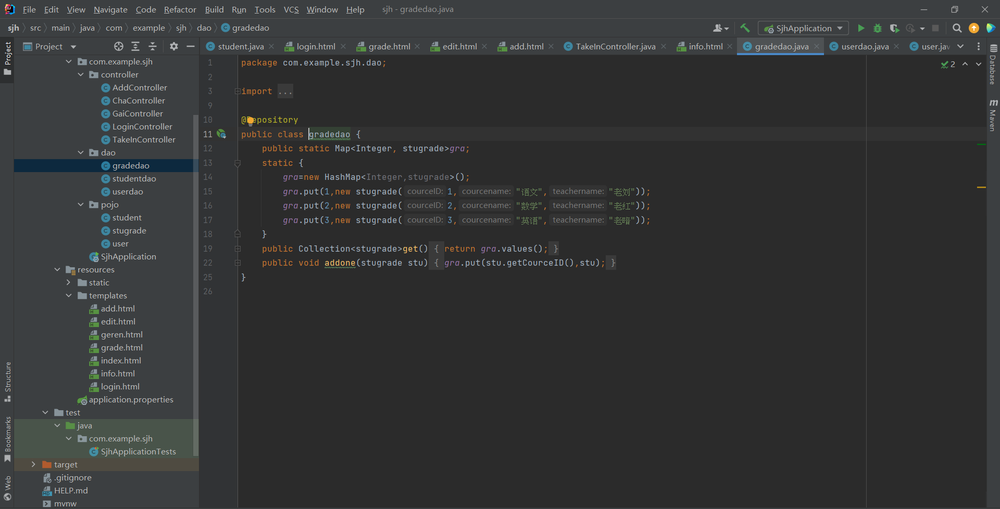 File Edit View Navigate Code Refactor Build Run Tools VCS Window Help sjh - gradedao.java
sjh src main java com example sjh dao gradedao SjhApplication
Project student.java login.html grade.html edit.html add.html TakeInController.java info.html gradedao.java userdao.java user.jav
Project
com.example.sjh
controller
AddController
ChaController
GaiController
LoginController
TakeInController
dao
gradedao
studentdao
userdao
pojo
student
stugrade
user
SjhApplication
resources
static
templates
add.html
edit.html
geren.html
grade.html
index.html
info.html
login.html
application.properties
test
java
com.example.sjh
SjhApplicationTests
target
.gitignore
HELP.md
mvnw
Structure
Bookmarks
Web
1 package com.example.sjh.dao;
2
3 import ...
9
10 @Repository
11 public class gradedao {
12 public static Map<Integer, stugrade>gra;
13 static {
14 gra=new HashMap<Integer,stugrade>();
15 gra.put(1,new stugrade( courceID: 1, courcename: "语文", teachername: "老刘"));
16 gra.put(2,new stugrade( courceID: 2, courcename: "数学", teachername: "老红"));
17 gra.put(3,new stugrade( courceID: 3, courcename: "英语", teachername: "老暗"));
18 }
19 public Collection<stugrade>get() { return gra.values(); }
22 public void addone(stugrade stu) { gra.put(stu.getCourceID(),stu); }
25 }
26
2
Database
m Maven